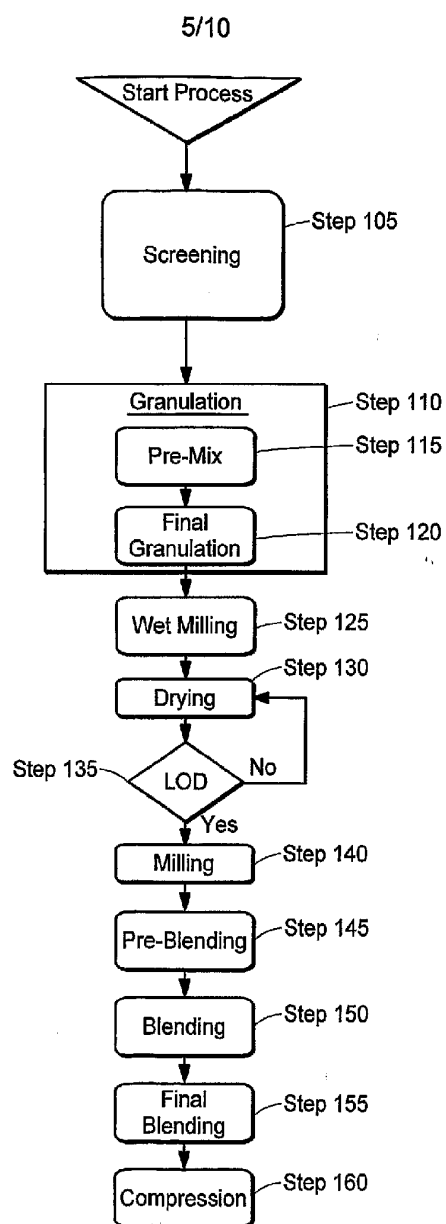 5/10
Start Process
Screening
Step 105
Granulation
Step 110
Pre-Mix
Step 115
Final
Granulation
Step 120
Wet Milling
Step 125
Step 130
Drying
Step 135
LOD
No
Yes
Milling
Step 140
Pre-Blending
Step 145
Blending
Step 150
Final
Blending
Step 155
Compression
Step 160